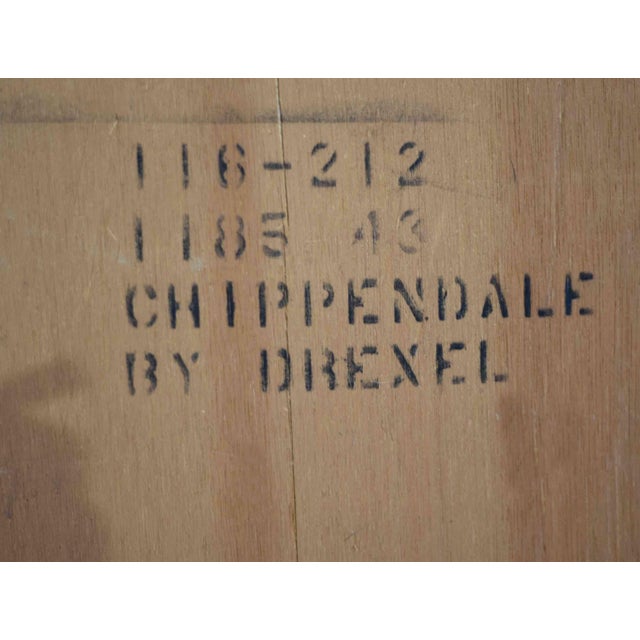 116-212
1185 43
CHIPPENDALE
BY DREXEL